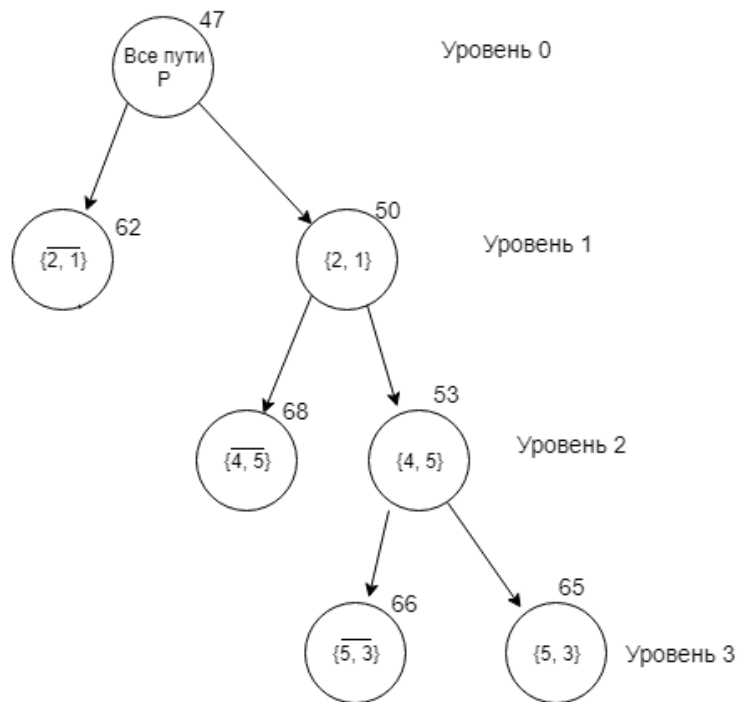 47
Все пути
P
Уровень 0
62
{2, 1}
50
{2, 1}
Уровень 1
68
{4, 5}
53
{4, 5}
Уровень 2
66
{5, 3}
65
{5, 3}
Уровень 3